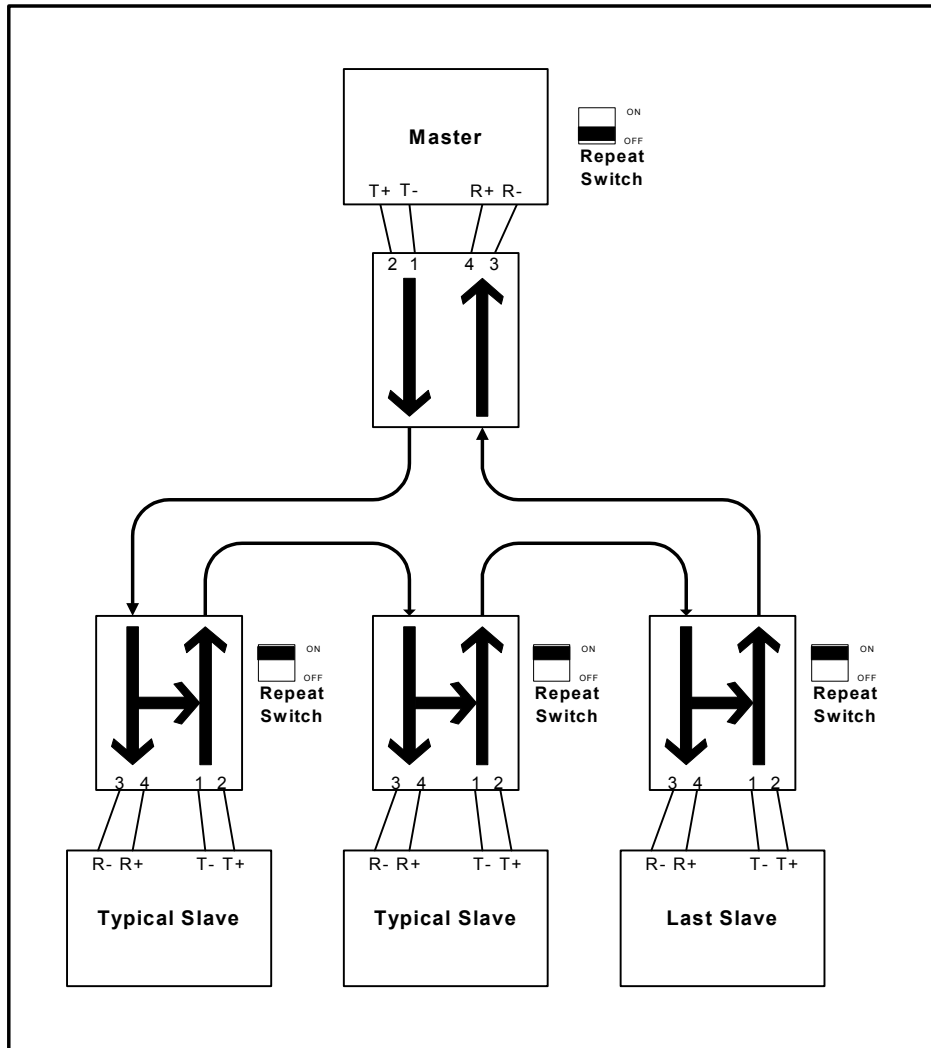 Master
T+ T- R+ R-
ON
OFF
Repeat
Switch
2 1 4 3
ON
OFF
Repeat
Switch
ON
OFF
Repeat
Switch
ON
OFF
Repeat
Switch
3 4 1 2
3 4 1 2
3 4 1 2
R- R+ T- T+
Typical Slave
R- R+ T- T+
Typical Slave
R- R+ T- T+
Last Slave